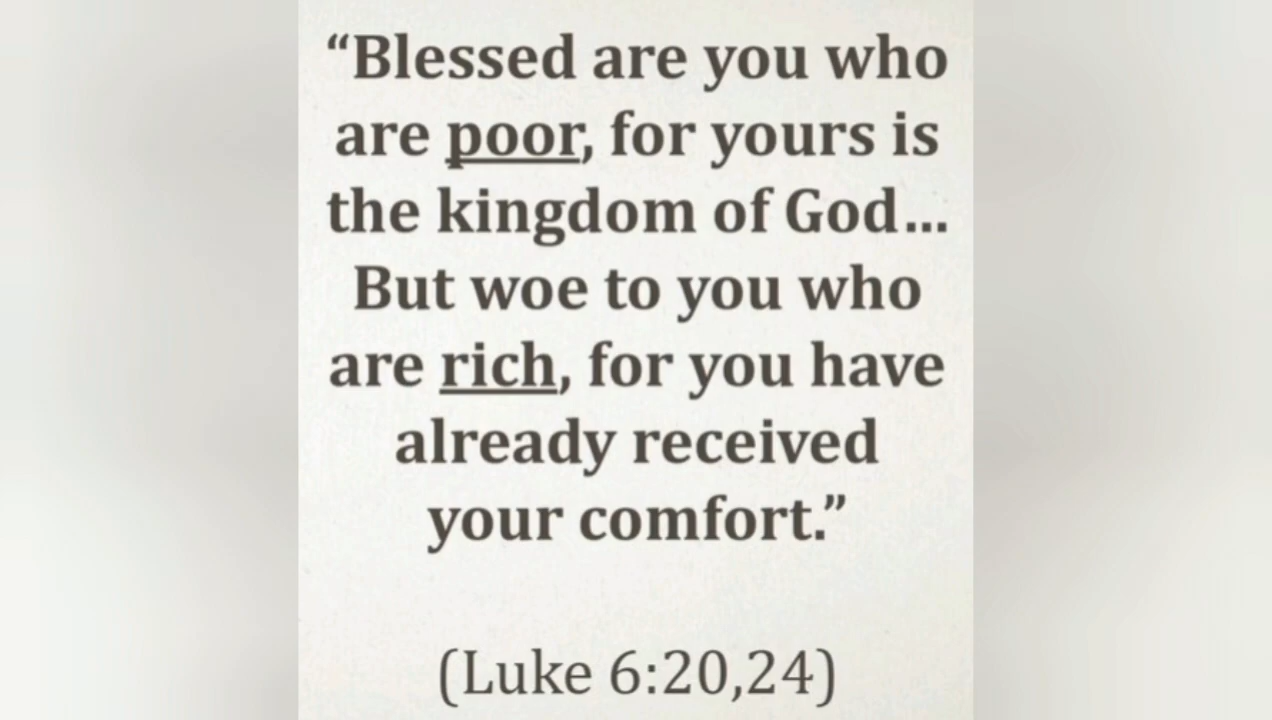 “Blessed are you who
are poor, for yours is
the kingdom of God...
But woe to you who
are rich, for you have
already received
your comfort.”
(Luke 6:20,24)